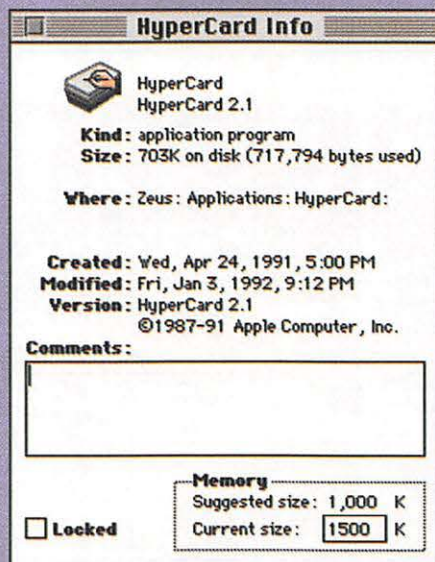 HyperCard Info
HyperCard
HyperCard 2.1
Kind: application program
Size: 703K on disk (717,794 bytes used)
Where: Zeus: Applications: HyperCard:
Created: Wed, Apr 24, 1991, 5:00 PM
Modified: Fri, Jan 3, 1992, 9:12 PM
Version: HyperCard 2.1
©1987-91 Apple Computer, Inc.
Comments:
Memory
Suggested size: 1,000 K
Locked Current size: 1500 K